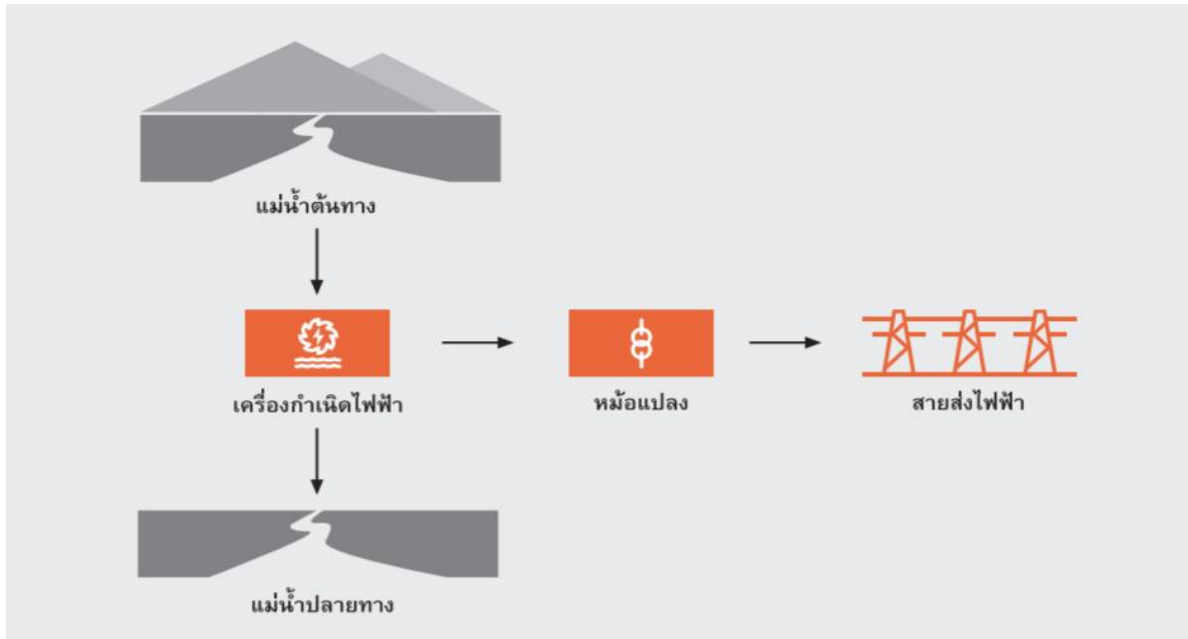 แม่น้ำต้นทาง
เครื่องกำเนิดไฟฟ้า
หม้อแปลง
สายส่งไฟฟ้า
แม่น้ำปลายทาง